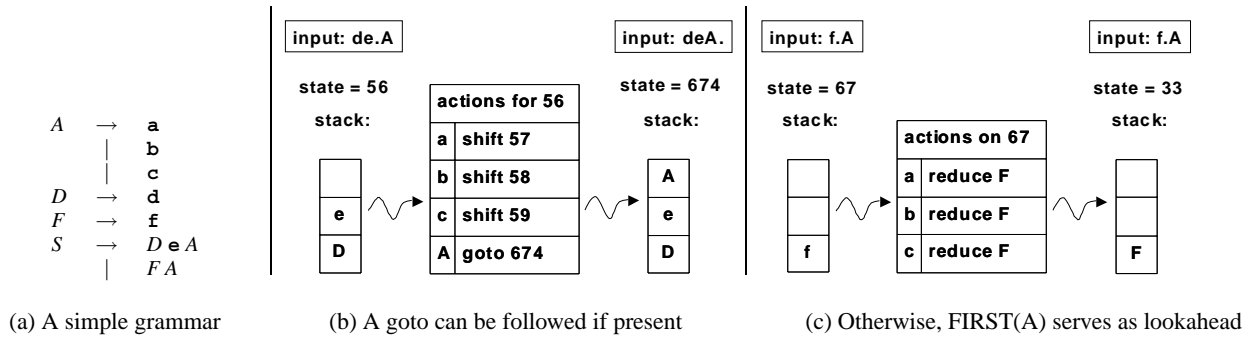 A → a
| b
| c
D → d
F → f
S → D e A
| F A
(a) A simple grammar
input: de.A
state = 56
stack:
e
D
actions for 56
a shift 57
b shift 58
c shift 59
A goto 674
input: deA.
state = 674
stack:
A
e
D
(b) A goto can be followed if present
input: f.A
state = 67
stack:
f
actions on 67
a reduce F
b reduce F
c reduce F
input: f.A
state = 33
stack:
F
(c) Otherwise, FIRST(A) serves as lookahead